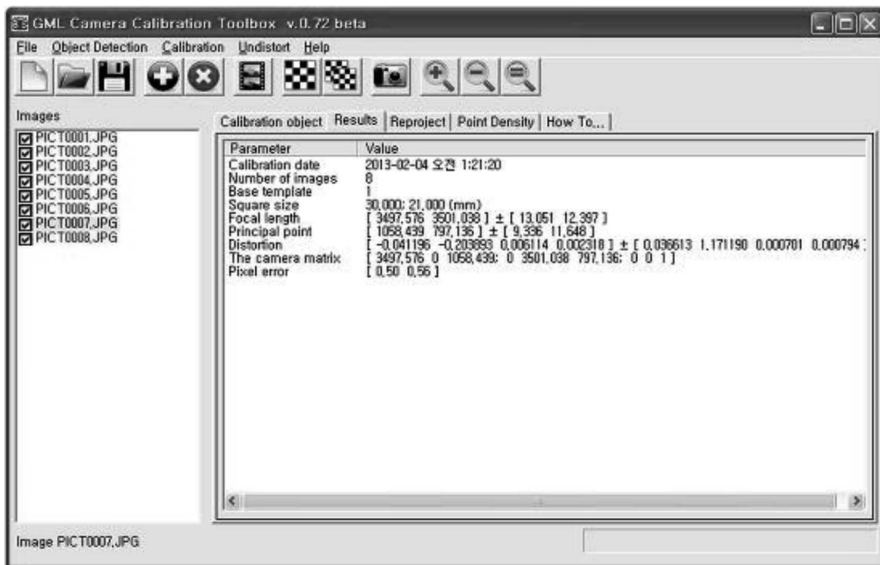 GML Camera Calibration Toolbox v.0.72 beta
File Object Detection Calibration Undistort Help
Images
PICT0001.JPG
PICT0002.JPG
PICT0003.JPG
PICT0004.JPG
PICT0005.JPG
PICT0006.JPG
PICT0007.JPG
PICT0008.JPG
Calibration object Results Reproject Point Density How To...
Parameter Value
Calibration date 2013-02-04 오전 1:21:20
Number of images 8
Base template 1
Square size 30.000; 21.000 (mm)
Focal length [ 3497.576 3501.038 ] ± [ 13.051 12.397 ]
Principal point [ 1058.439 797.136 ] ± [ 9.336 11.648 ]
Distortion [ -0.041196 -0.203893 0.006114 0.002318 ] ± [ 0.036613 1.171190 0.000701 0.000794 ]
The camera matrix [ 3497.576 0 1058.439; 0 3501.038 797.136; 0 0 1 ]
Pixel error [ 0.50 0.56 ]
Image PICT0007.JPG